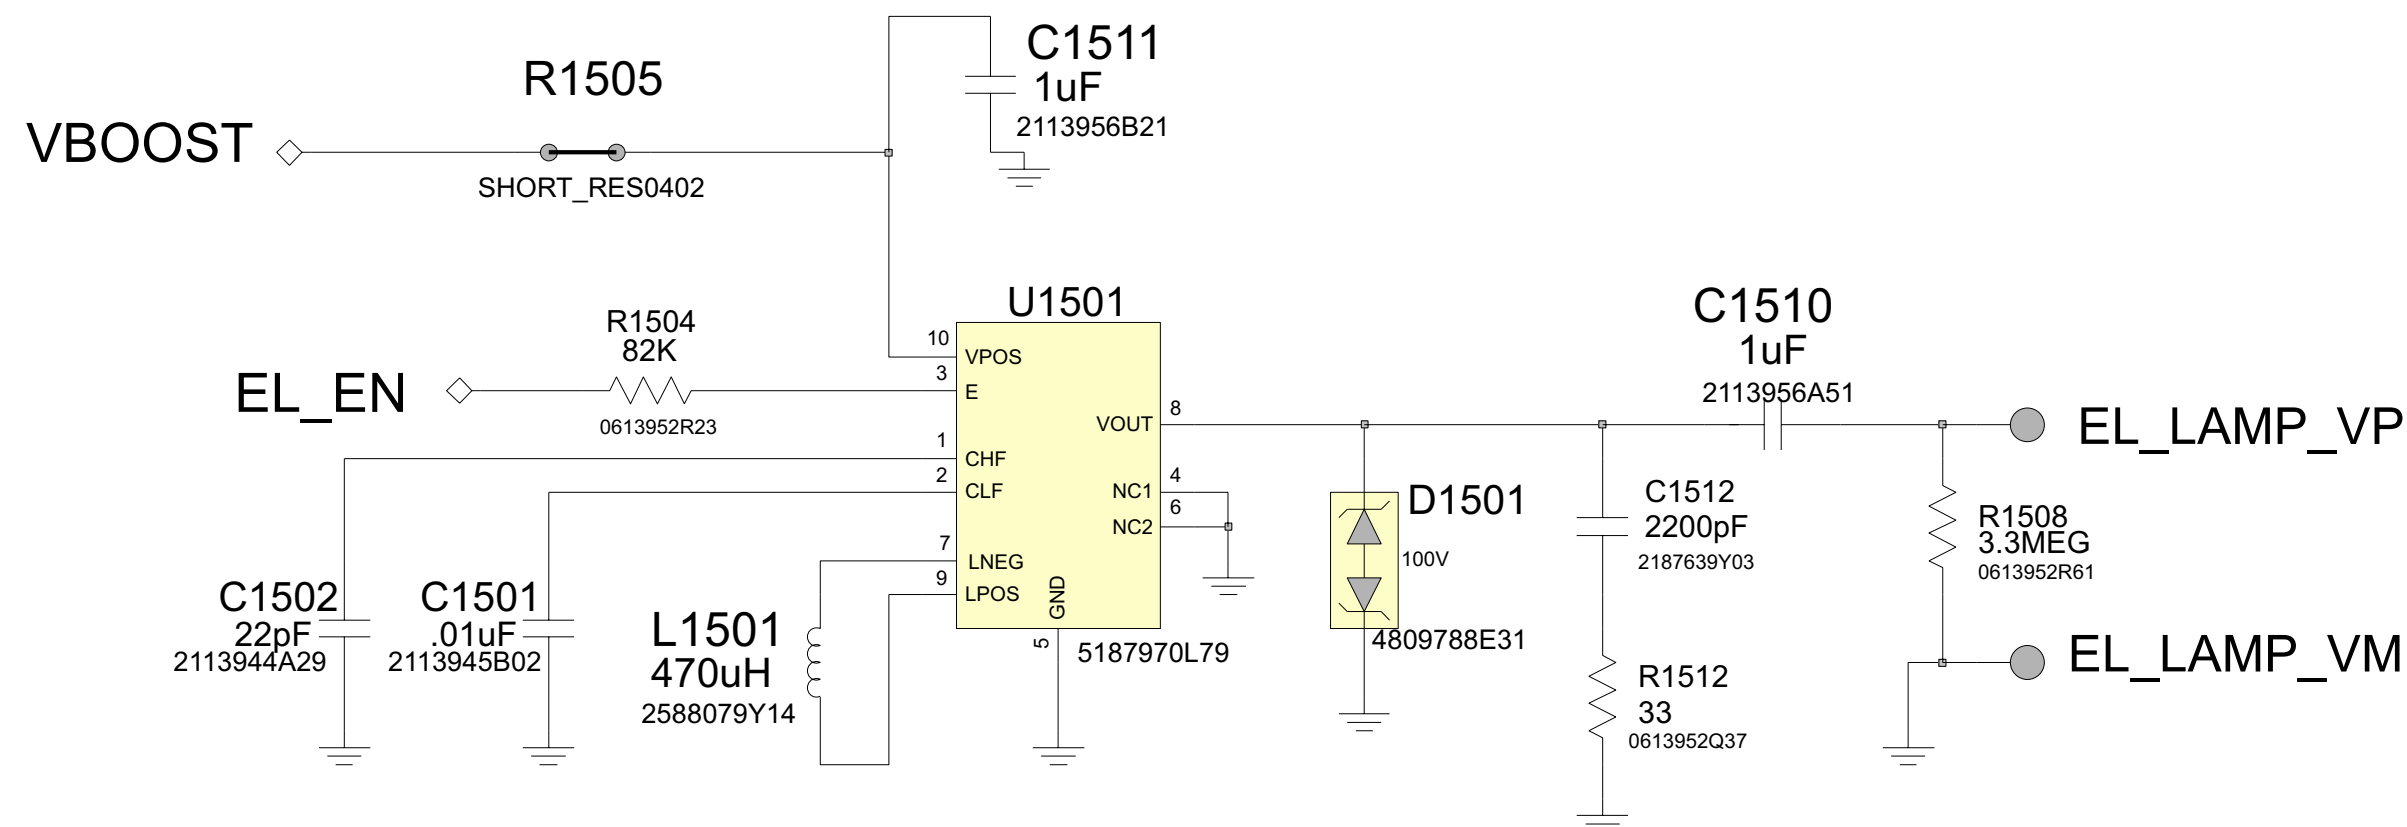 C1511
1uF
2113956B21
R1505
VBOOST
SHORT_RES0402
U1501
R1504
82K
EL_EN
0613952R23
10
VPOS
3
E
1
CHF
2
CLF
7
LNEG
9
LPOS
GND
5
5187970L79
8
VOUT
4
NC1
6
NC2
C1510
1uF
2113956A51
EL_LAMP_VP
D1501
100V
4809788E31
C1512
2200pF
2187639Y03
R1508
3.3MEG
0613952R61
C1502
22pF
2113944A29
C1501
.01uF
2113945B02
L1501
470uH
2588079Y14
R1512
33
0613952Q37
EL_LAMP_VM